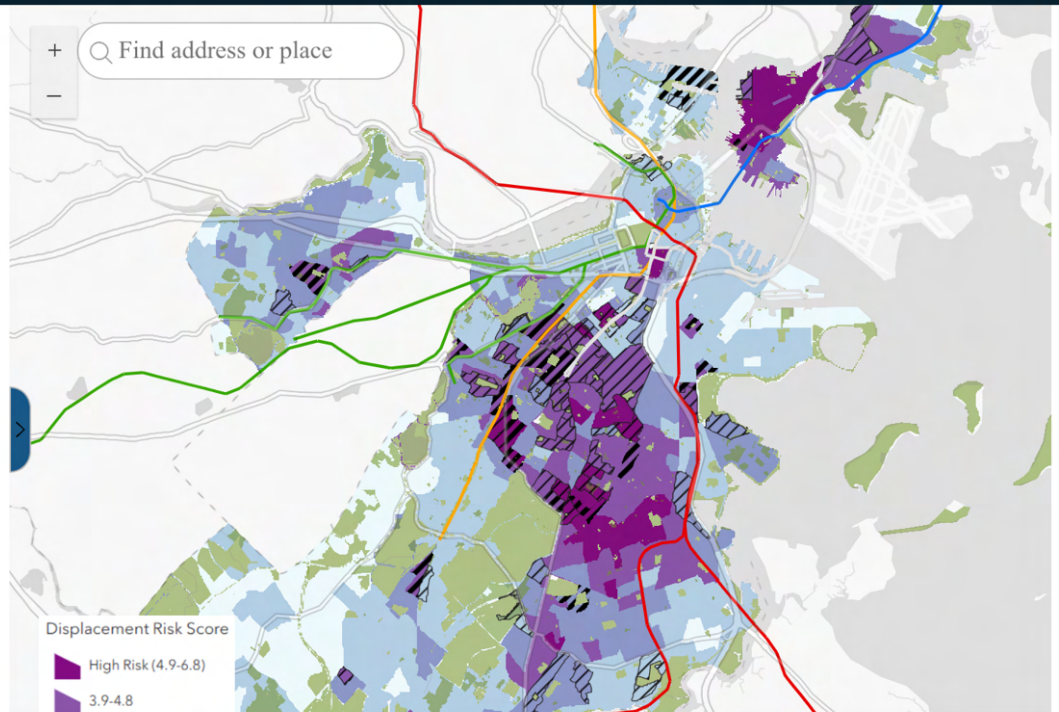 +
Find address or place
−
Displacement Risk Score
High Risk (4.9-6.8)
3.9-4.8